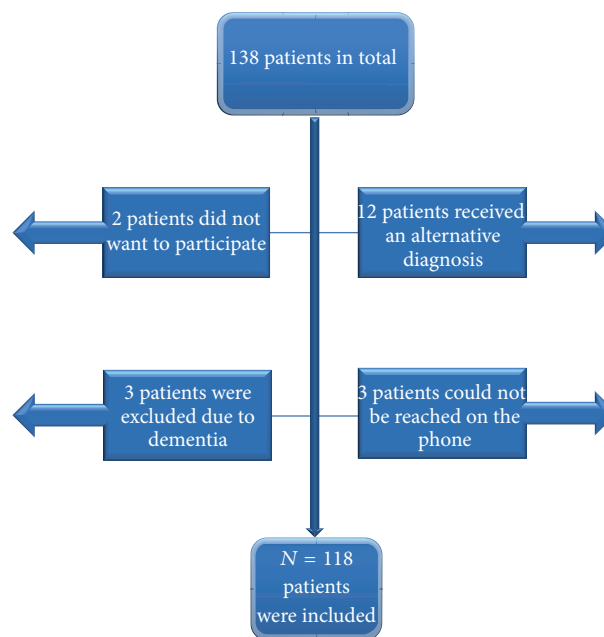 138 patients in total
2 patients did not
want to participate
12 patients received
an alternative
diagnosis
3 patients were
excluded due to
dementia
3 patients could not
be reached on the
phone
N = 118
patients
were included